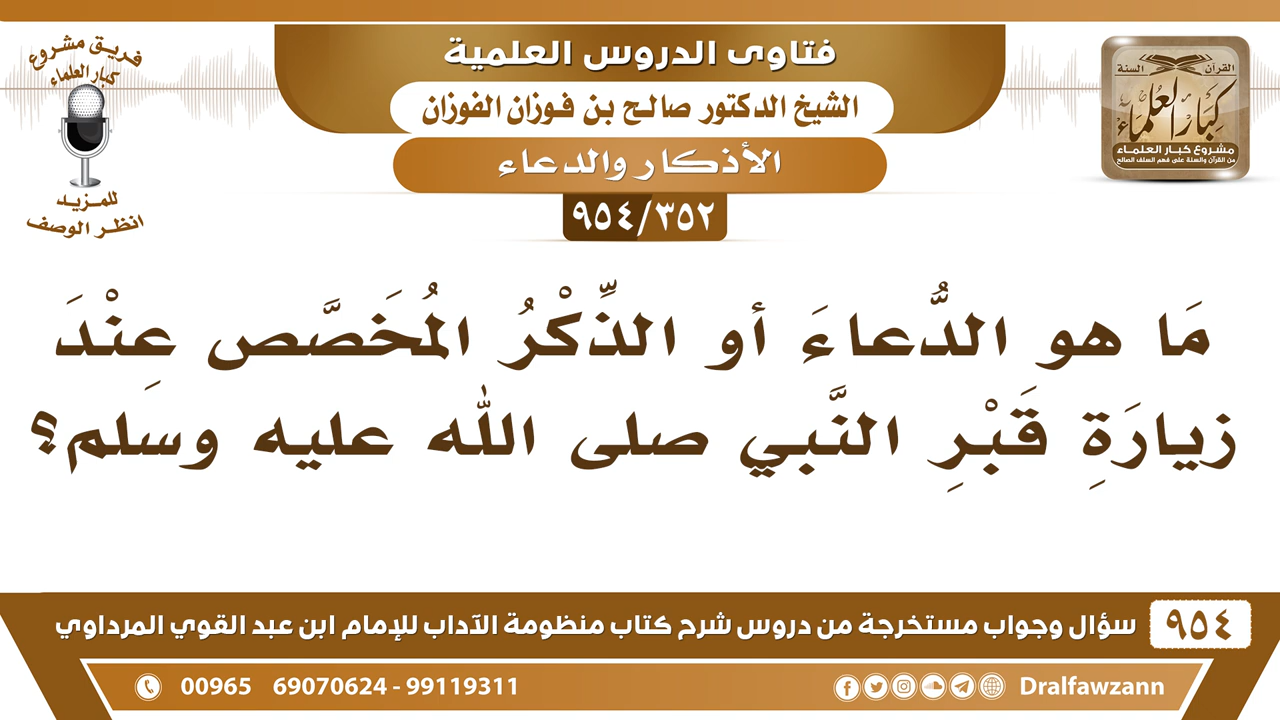 فتاوى الدروس العلمية
الشيخ الدكتور صالح بن فوزان الفوزان
الأذكار والدعاء
٩٥٤/٣٥٢
فريق مشروع
كبار العلماء
للمزيد
انظر الوصف
القرآن السنة
كبار العلماء
مشروع كبار العلماء
من القرآن والسنة على فهم السلف الصالح
مَا هو الدُّعاءَ أو الذِّكْرُ المُخَصَّص عِنْدَ
زيارَةِ قَبْرِ النَّبي صلى الله عليه وسلم؟
٩٥٤ سؤال وجواب مستخرجة من دروس شرح كتاب منظومة الآداب للإمام ابن عبد القوي المرداوي
00965 69070624 - 99119311
Dralfawzann